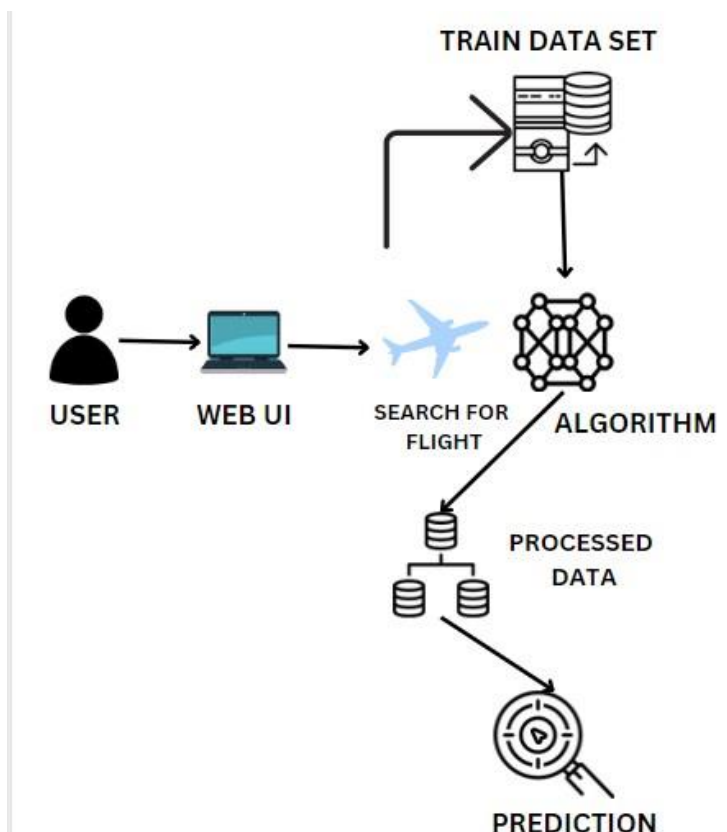 TRAIN DATA SET
USER
WEB UI
SEARCH FOR
FLIGHT
ALGORITHM
PROCESSED
DATA
PREDICTION